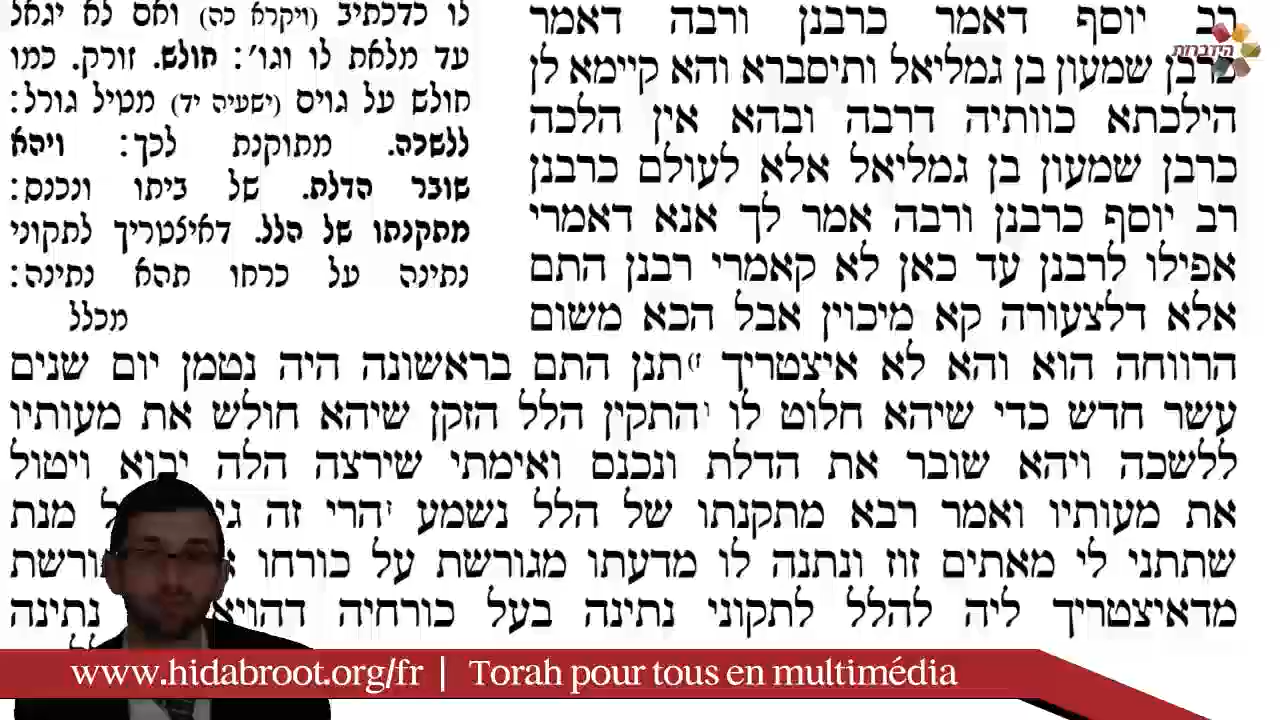 רב יוסף דאמר כרבנן ורבה דאמר
כרבן שמעון בן גמליאל ותיסברא והא קיימא לן
הילכתא כוותיה דרבה ובהא אין הלכה
כרבן שמעון בן גמליאל אלא לעולם כרבנן
רב יוסף כרבנן ורבה אמר לך אנא דאמרי
אפילו לרבנן עד כאן לא קאמרי רבנן התם
אלא דלצעורה קא מיכוין אבל הכא משום
הרווחה הוא והא לא איצטריך ז) תנן התם בראשונה היה נטמן יום שנים
עשר חדש כדי שיהא חלוט לו יהתקין הלל הזקן שיהא חולש את מעותיו
ללשכה ויהא שובר את הדלת ונכנס ואימתי שירצה הלה יבוא ויטול
את מעותיו ואמר רבא מתקנתו של הלל נשמע הרי זה מנת
שתתני לי מאתים זוז ונתנה לו מדעתו מגורשת על כורחו
מדאיצטריך ליה להלל לתקוני נתינה בעל כורחיה נתינה
לו כדכתיב (ויקרא כה) ואם לא יגאל
עד מלאת לו וגו': חולש. זורק, כמו
חולש על גוים (ישעיה יד) מטיל גורל:
ללשכה. מתוקנת לכך: ויהא
שובר הדלת. של ביתו ונכנס:
מתקנתו של הלל. דאיצטריך לתקוני
נתינה על כרחו תהא נתינה:
מכלל
הידברות
www.hidabroot.org/fr | Torah pour tous en multimédia